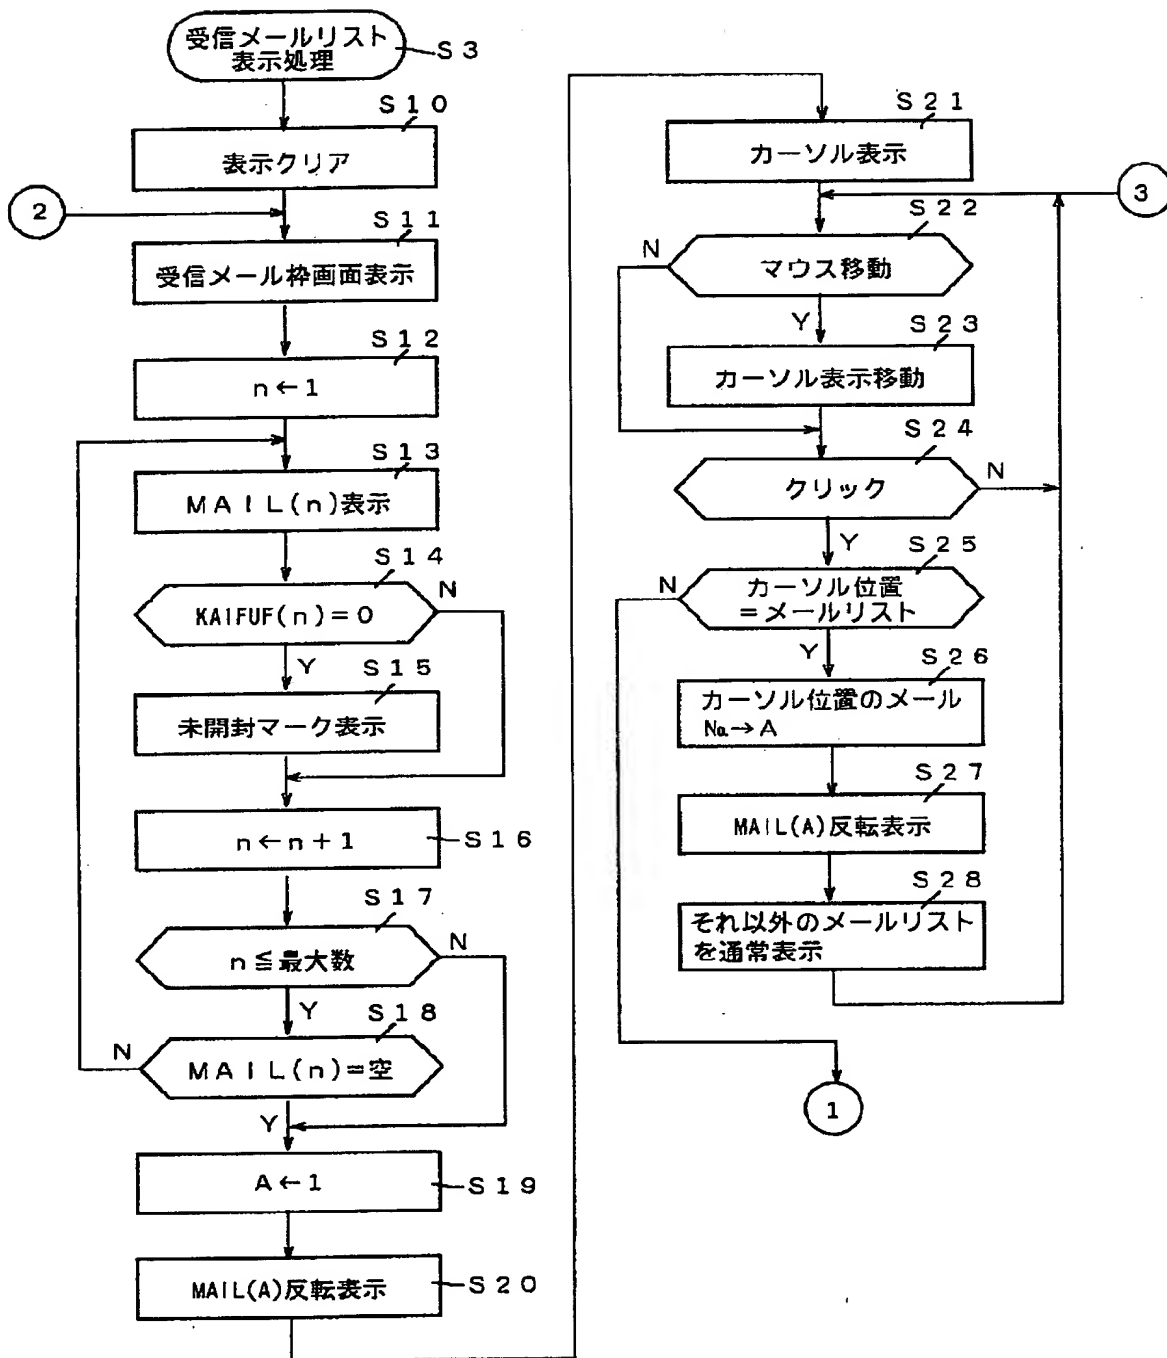 受信メールリスト
表示処理
S3
S10
表示クリア
2
S11
受信メール枠画面表示
S12
n←1
S13
MAIL(n)表示
S14
KAIFUF(n)=0
N
Y
S15
未開封マーク表示
n←n+1
S16
S17
n≦最大数
N
Y
S18
MAIL(n)=空
N
Y
A←1
S19
MAIL(A)反転表示
S20
S21
カーソル表示
3
S22
マウス移動
N
Y
S23
カーソル表示移動
S24
クリック
N
Y
S25
カーソル位置
=メールリスト
N
Y
S26
カーソル位置のメール
No.→A
S27
MAIL(A)反転表示
S28
それ以外のメールリスト
を通常表示
1